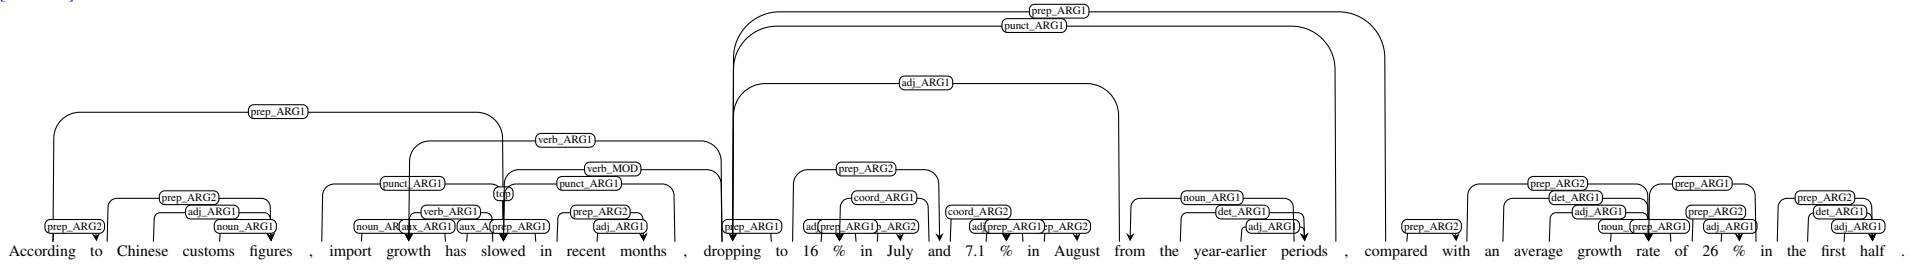 prep_ARG1
punct_ARG1
adj_ARG1
prep_ARG1
verb_ARG1
verb_MOD prep_ARG2
punct_ARG1 top punct_ARG1 prep_ARG2 prep_ARG1
prep_ARG2 coord_ARG1 noun_ARG1 det_ARG1 prep_ARG2
adj_ARG1 verb_ARG1 prep_ARG2 coord_ARG2 det_ARG1 adj_ARG1 prep_ARG2 det_ARG1
prep_ARG2 noun_ARG1 aux_ARG1 prep_ARG1 adj_ARG1 prep_ARG1 prep_ARG1 prep_ARG1 adj_ARG1 prep_ARG2 prep_ARG1 adj_ARG1 adj_ARG1
According to Chinese customs figures , import growth has slowed in recent months , dropping to 16 % in July and 7.1 % in August from the year-earlier periods , compared with an average growth rate of 26 % in the first half .